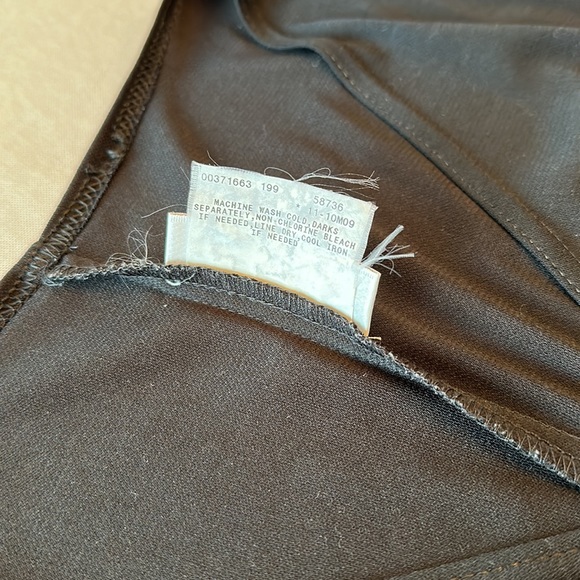 00371663 199 58736
11-10M09
MACHINE WASH COLD,DARKS
SEPARATELY,NON-CHLORINE BLEACH
IF NEEDED,LINE DRY,COOL IRON
IF NEEDED